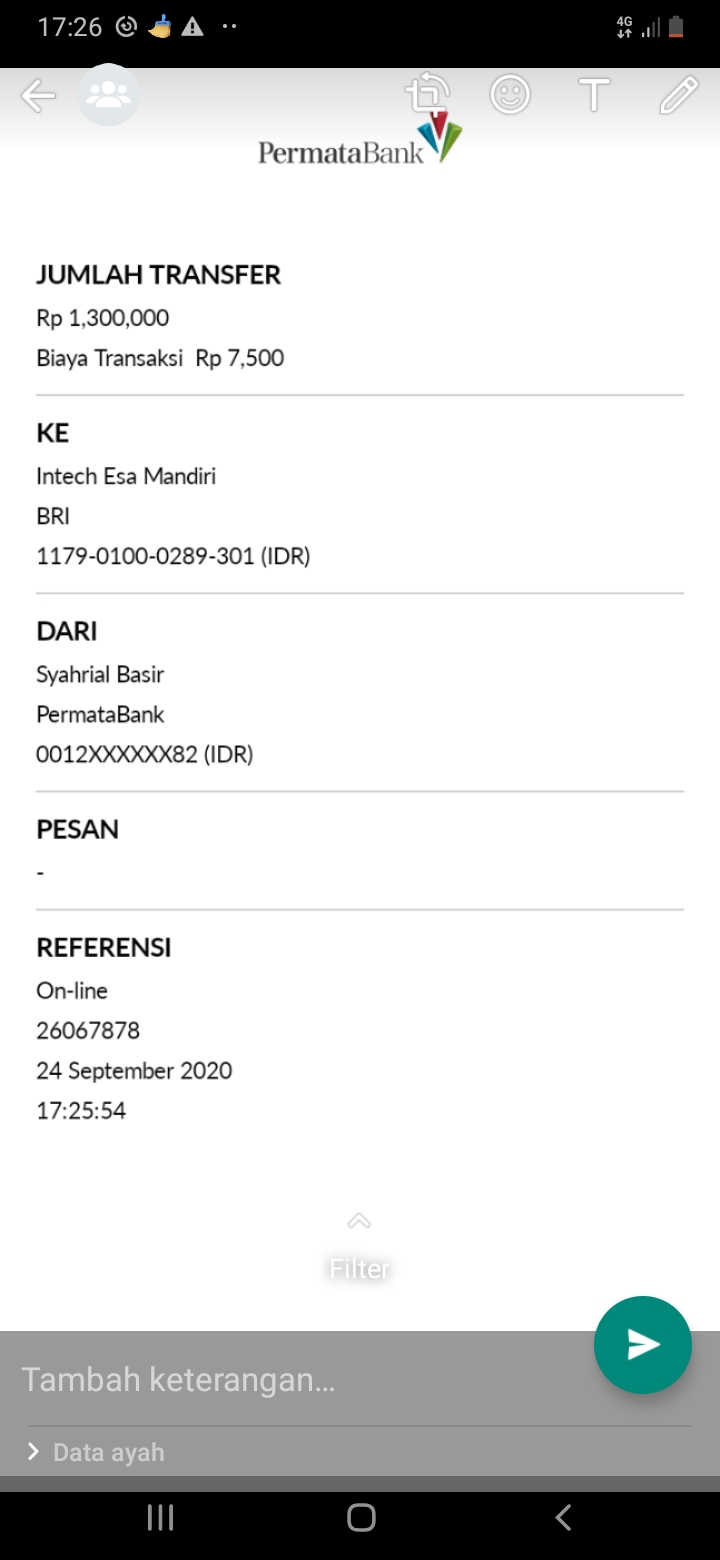 17:26
4G
PermataBank
JUMLAH TRANSFER
Rp 1,300,000
Biaya Transaksi Rp 7,500
KE
Intech Esa Mandiri
BRI
1179-0100-0289-301 (IDR)
DARI
Syahrial Basir
PermataBank
0012XXXXXX82 (IDR)
PESAN
-
REFERENSI
On-line
26067878
24 September 2020
17:25:54
Filter
Tambah keterangan...
Data ayah